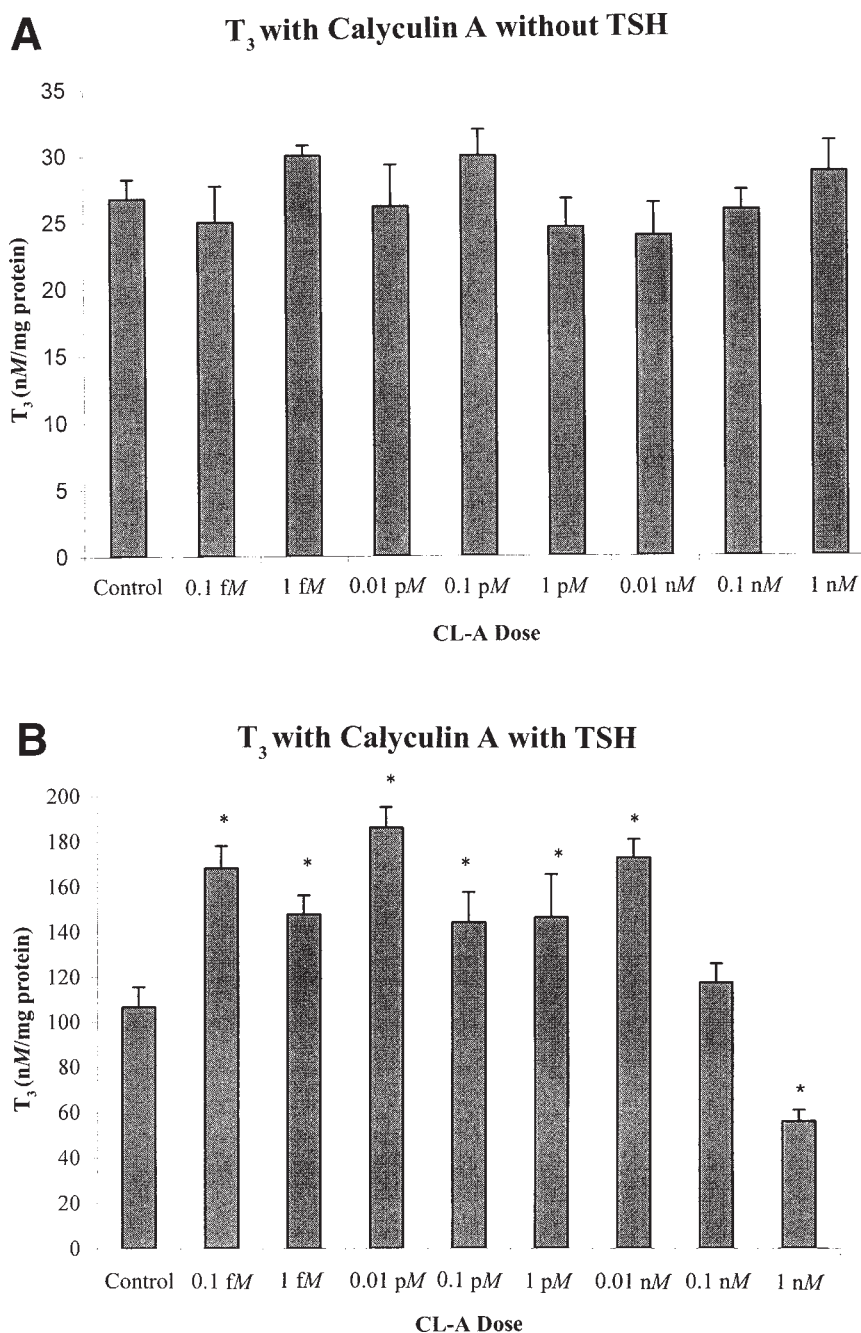 A
T3 with Calyculin A without TSH
35
30
25
20
15
10
5
0
T3 (nM/mg protein)
Control 0.1 fM 1 fM 0.01 pM 0.1 pM 1 pM 0.01 nM 0.1 nM 1 nM
CL-A Dose
B
T3 with Calyculin A with TSH
200
180
160
140
120
100
80
60
40
20
0
T3 (nM/mg protein)
* * * * * * *
Control 0.1 fM 1 fM 0.01 pM 0.1 pM 1 pM 0.01 nM 0.1 nM 1 nM
CL-A Dose